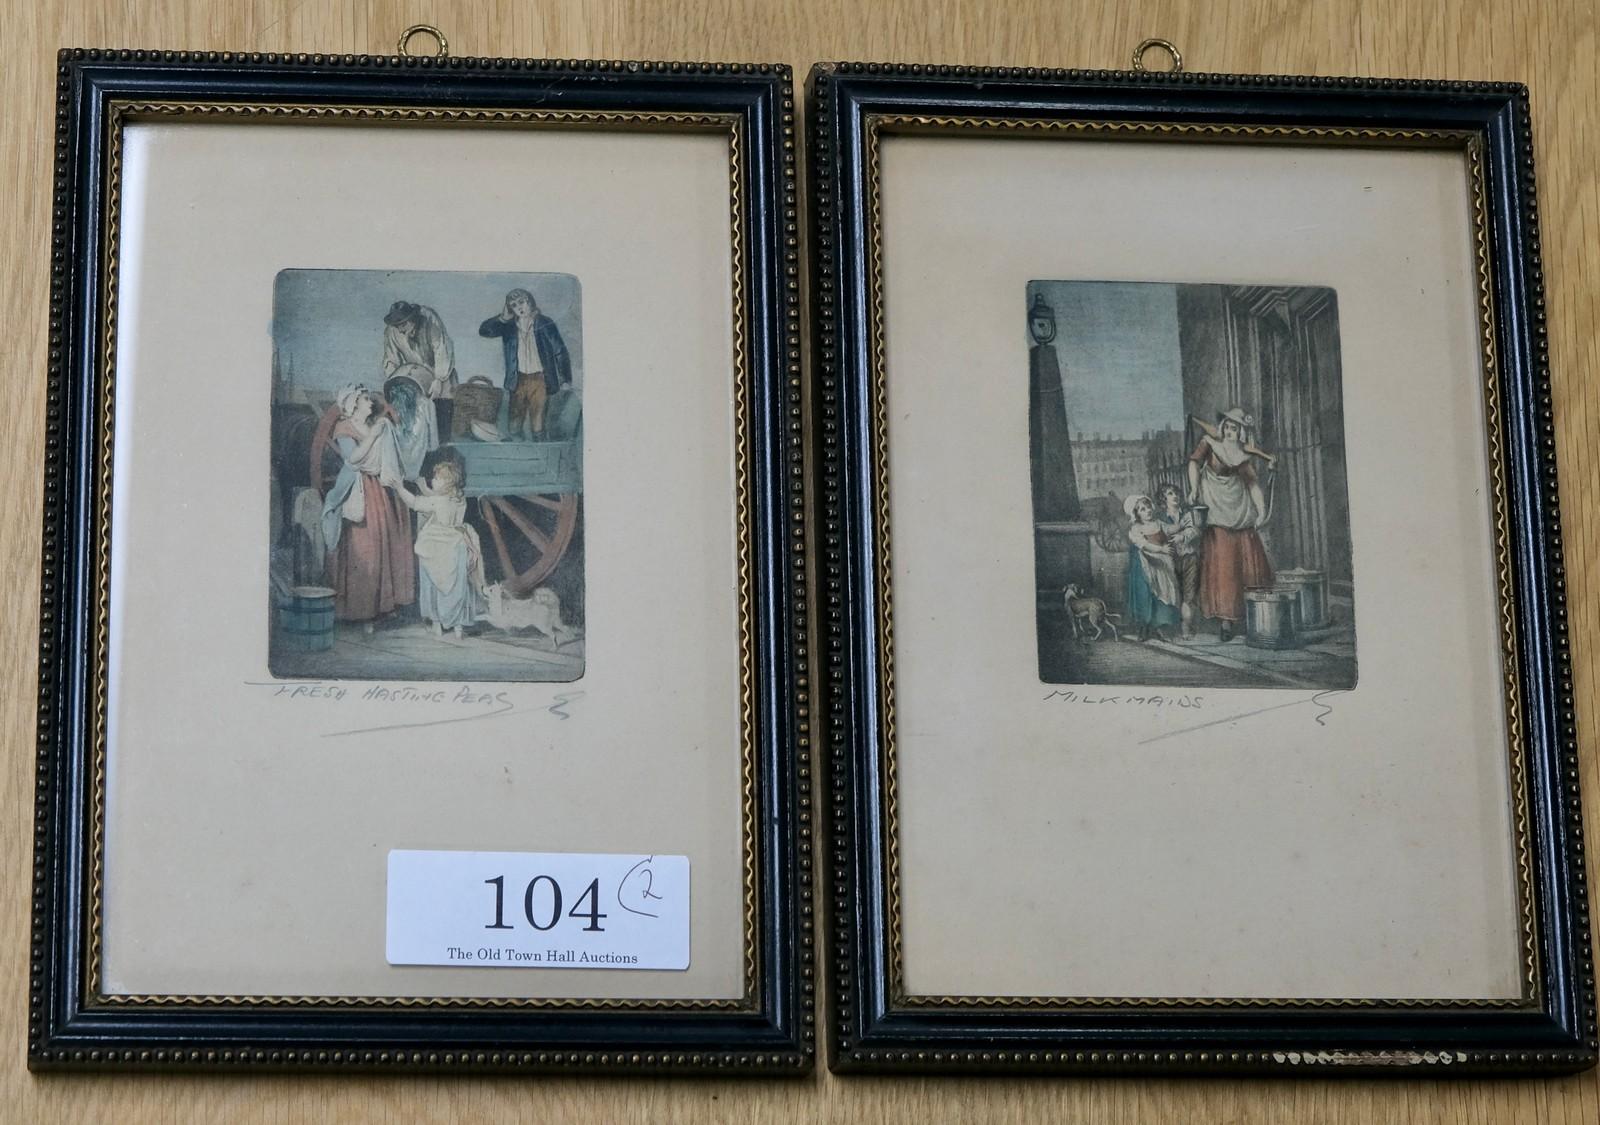 FRESH HASTING PEAS
MILKMAIDS
104 (2
The Old Town Hall Auctions